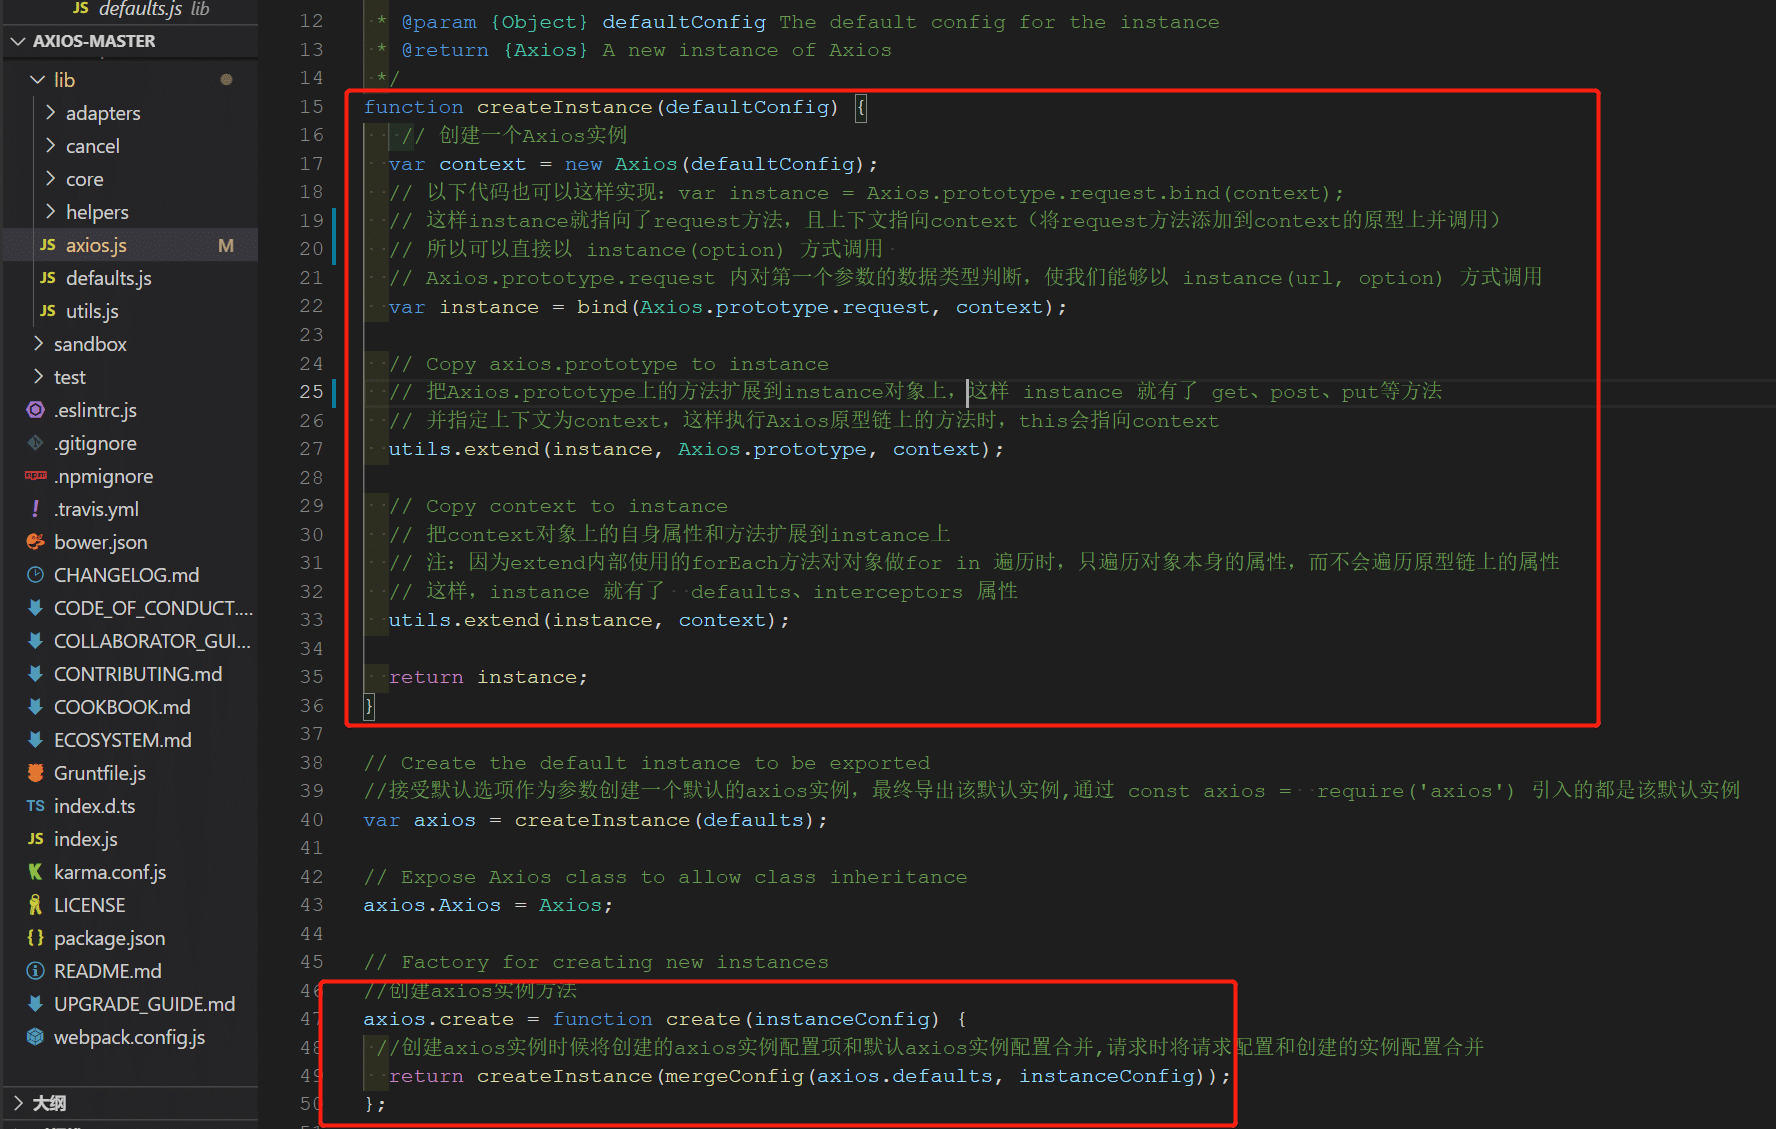 JS defaults.js lib
AXIOS-MASTER
lib
adapters
cancel
core
helpers
JS axios.js M
JS defaults.js
JS utils.js
sandbox
test
.eslintrc.js
.gitignore
.npmignore
! .travis.yml
bower.json
CHANGELOG.md
CODE_OF_CONDUCT....
COLLABORATOR_GUI...
CONTRIBUTING.md
COOKBOOK.md
ECOSYSTEM.md
Gruntfile.js
TS index.d.ts
JS index.js
K karma.conf.js
LICENSE
{} package.json
README.md
UPGRADE_GUIDE.md
webpack.config.js
大纲
12 * @param {Object} defaultConfig The default config for the instance
13 * @return {Axios} A new instance of Axios
14 */
15 function createInstance(defaultConfig) {
16 // 创建一个Axios实例
17 var context = new Axios(defaultConfig);
18 // 以下代码也可以这样实现：var instance = Axios.prototype.request.bind(context);
19 // 这样instance就指向了request方法，且上下文指向context（将request方法添加到context的原型上并调用）
20 // 所以可以直接以 instance(option) 方式调用
21 // Axios.prototype.request 内对第一个参数的数据类型判断，使我们能够以 instance(url, option) 方式调用
22 var instance = bind(Axios.prototype.request, context);
23
24 // Copy axios.prototype to instance
25 // 把Axios.prototype上的方法扩展到instance对象上，这样 instance 就有了 get、post、put等方法
26 // 并指定上下文为context，这样执行Axios原型链上的方法时，this会指向context
27 utils.extend(instance, Axios.prototype, context);
28
29 // Copy context to instance
30 // 把context对象上的自身属性和方法扩展到instance上
31 // 注：因为extend内部使用的forEach方法对对象做for in 遍历时，只遍历对象本身的属性，而不会遍历原型链上的属性
32 // 这样，instance 就有了  defaults、interceptors 属性
33 utils.extend(instance, context);
34
35 return instance;
36 }
37
38 // Create the default instance to be exported
39 //接受默认选项作为参数创建一个默认的axios实例，最终导出该默认实例,通过 const axios =  require('axios') 引入的都是该默认实例
40 var axios = createInstance(defaults);
41
42 // Expose Axios class to allow class inheritance
43 axios.Axios = Axios;
44
45 // Factory for creating new instances
46 //创建axios实例方法
47 axios.create = function create(instanceConfig) {
48 //创建axios实例时候将创建的axios实例配置项和默认axios实例配置合并,请求时将请求配置和创建的实例配置合并
49 return createInstance(mergeConfig(axios.defaults, instanceConfig));
50 };